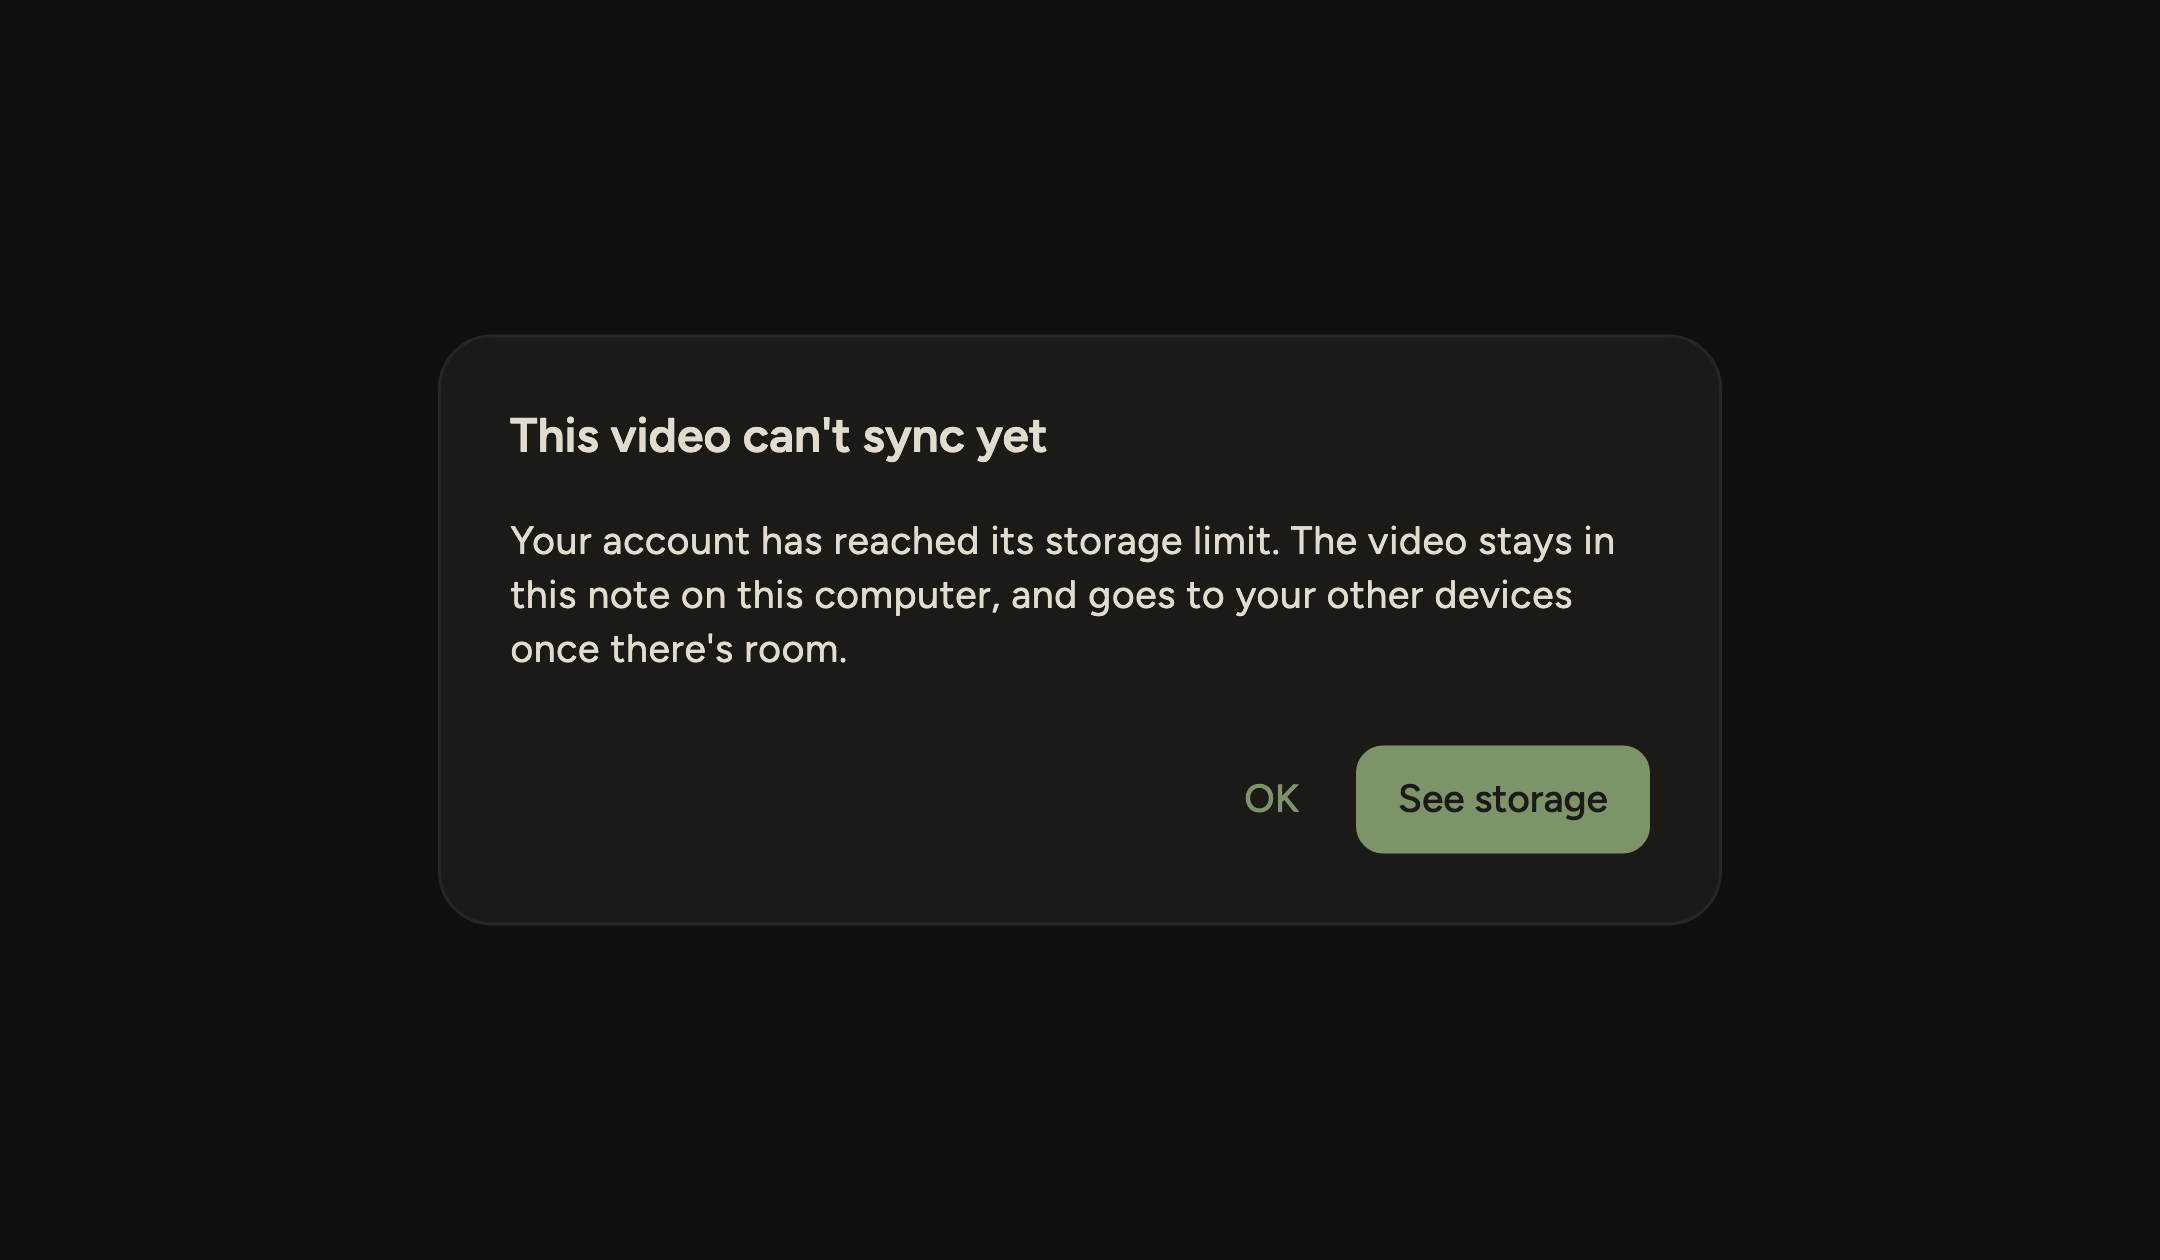 This video can't sync yet
Your account has reached its storage limit. The video stays in
this note on this computer, and goes to your other devices
once there's room.
OK
See storage